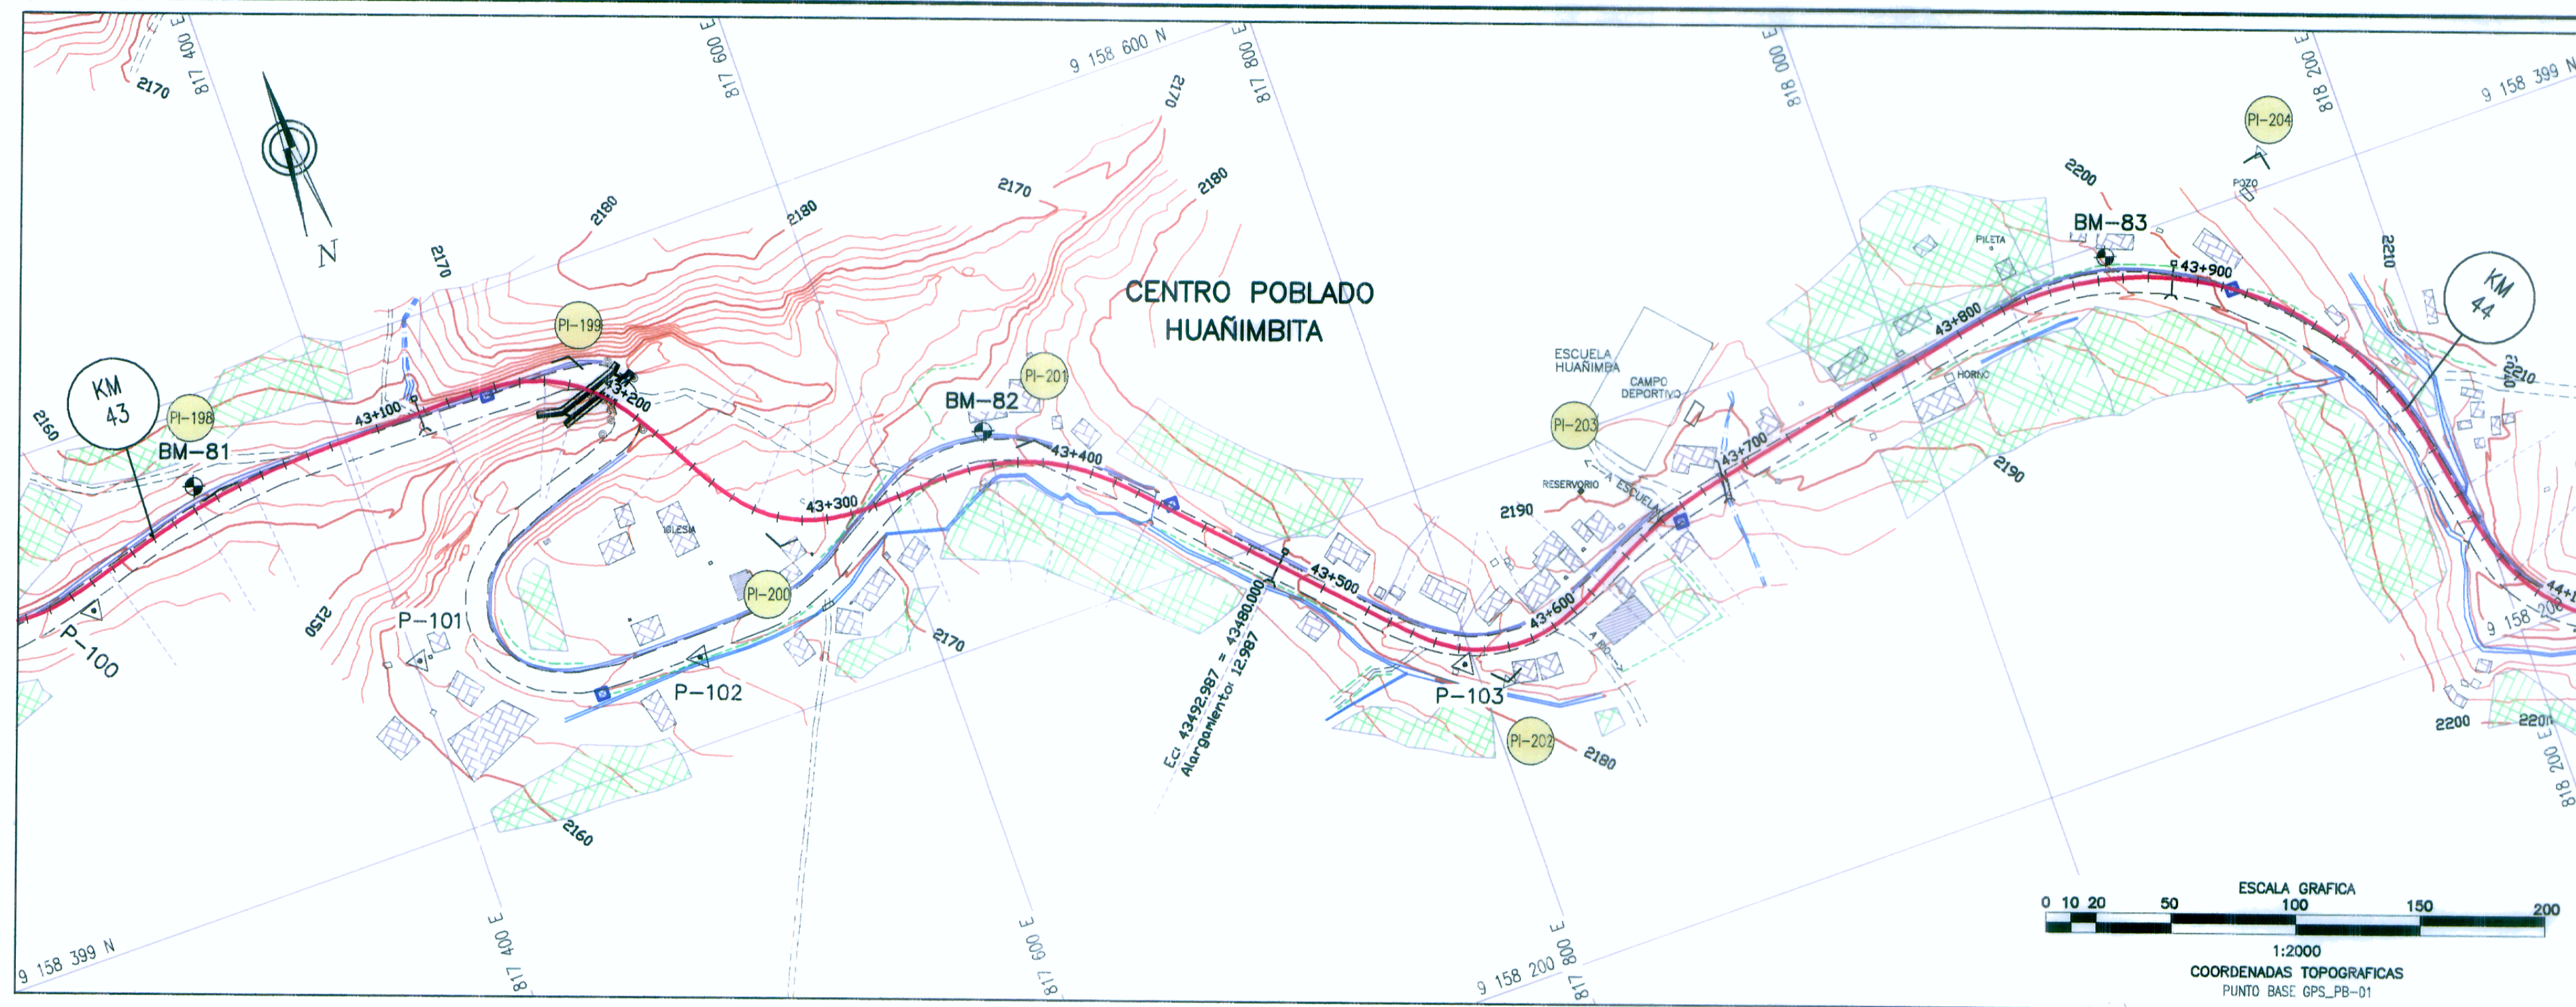 817 400 E
817 600 E
9 158 600 N
817 800 E
818 000 E
818 200 E
9 158 399 N
2170
2170
2180
2180
2170
2170
2180
N
PI-204
POZO
2200
BM-83
PILETA
43+900
2210
KM
44
2210
CENTRO POBLADO
HUAÑIMBITA
PI-199
43+200
KM
43
2160
PI-198
BM-81
43+100
PI-201
BM-82
43+400
43+300
ESCUELA
HUAÑIMBA
CAMPO
DEPORTIVO
PI-203
43+800
HORNO
43+700
2190
RESERVORIO
A ESCUELA
2190
IGLESIA
PI-200
43+500
43+600
A RIO
P-100
2150
P-101
P-102
2170
Ec: 43492.987 = 43480.000
Alargamiento: 12.987
P-103
PI-202
2180
9 158 200
2200
818 200 E
2160
817 400 E
817 600 E
817 800 E
9 158 399 N
9 158 200 N
ESCALA GRAFICA
0 10 20 50 100 150 200
1:2000
COORDENADAS TOPOGRAFICAS
PUNTO BASE GPS_PB-01